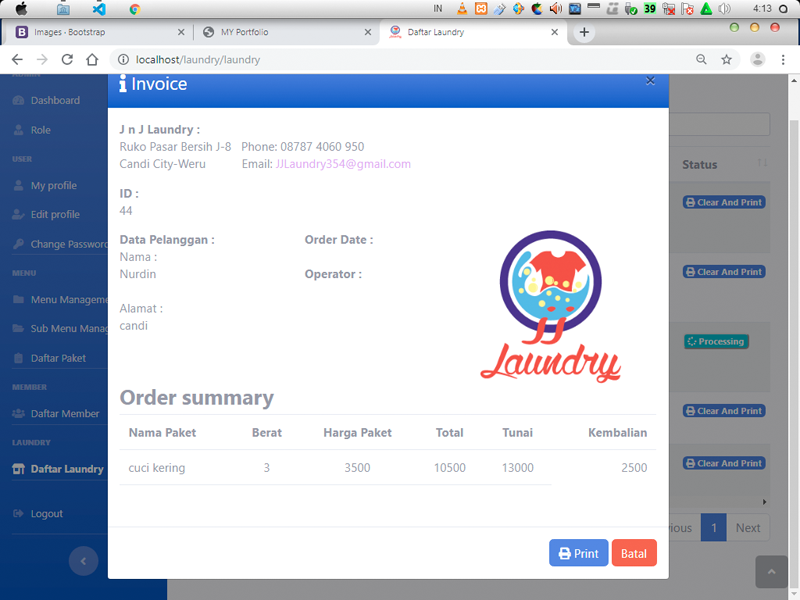 IN
39
4:13
Images · Bootstrap
MY Portfolio
Daftar Laundry
localhost/laundry/laundry
Invoice
J n J Laundry :
Ruko Pasar Bersih J-8 Phone: 08787 4060 950
Candi City-Weru Email: JJLaundry354@gmail.com
ID :
44
Data Pelanggan : Order Date :
Nama :
Nurdin Operator :
Alamat :
candi
JJ
Laundry
Order summary
Nama Paket Berat Harga Paket Total Tunai Kembalian
cuci kering 3 3500 10500 13000 2500
Print Batal
Dashboard
Role
USER
My profile
Edit profile
Change Password
MENU
Menu Manageme
Sub Menu Manag
Daftar Paket
MEMBER
Daftar Member
LAUNDRY
Daftar Laundry
Logout
Status
Clear And Print
Clear And Print
Processing
Clear And Print
Clear And Print
ious 1 Next